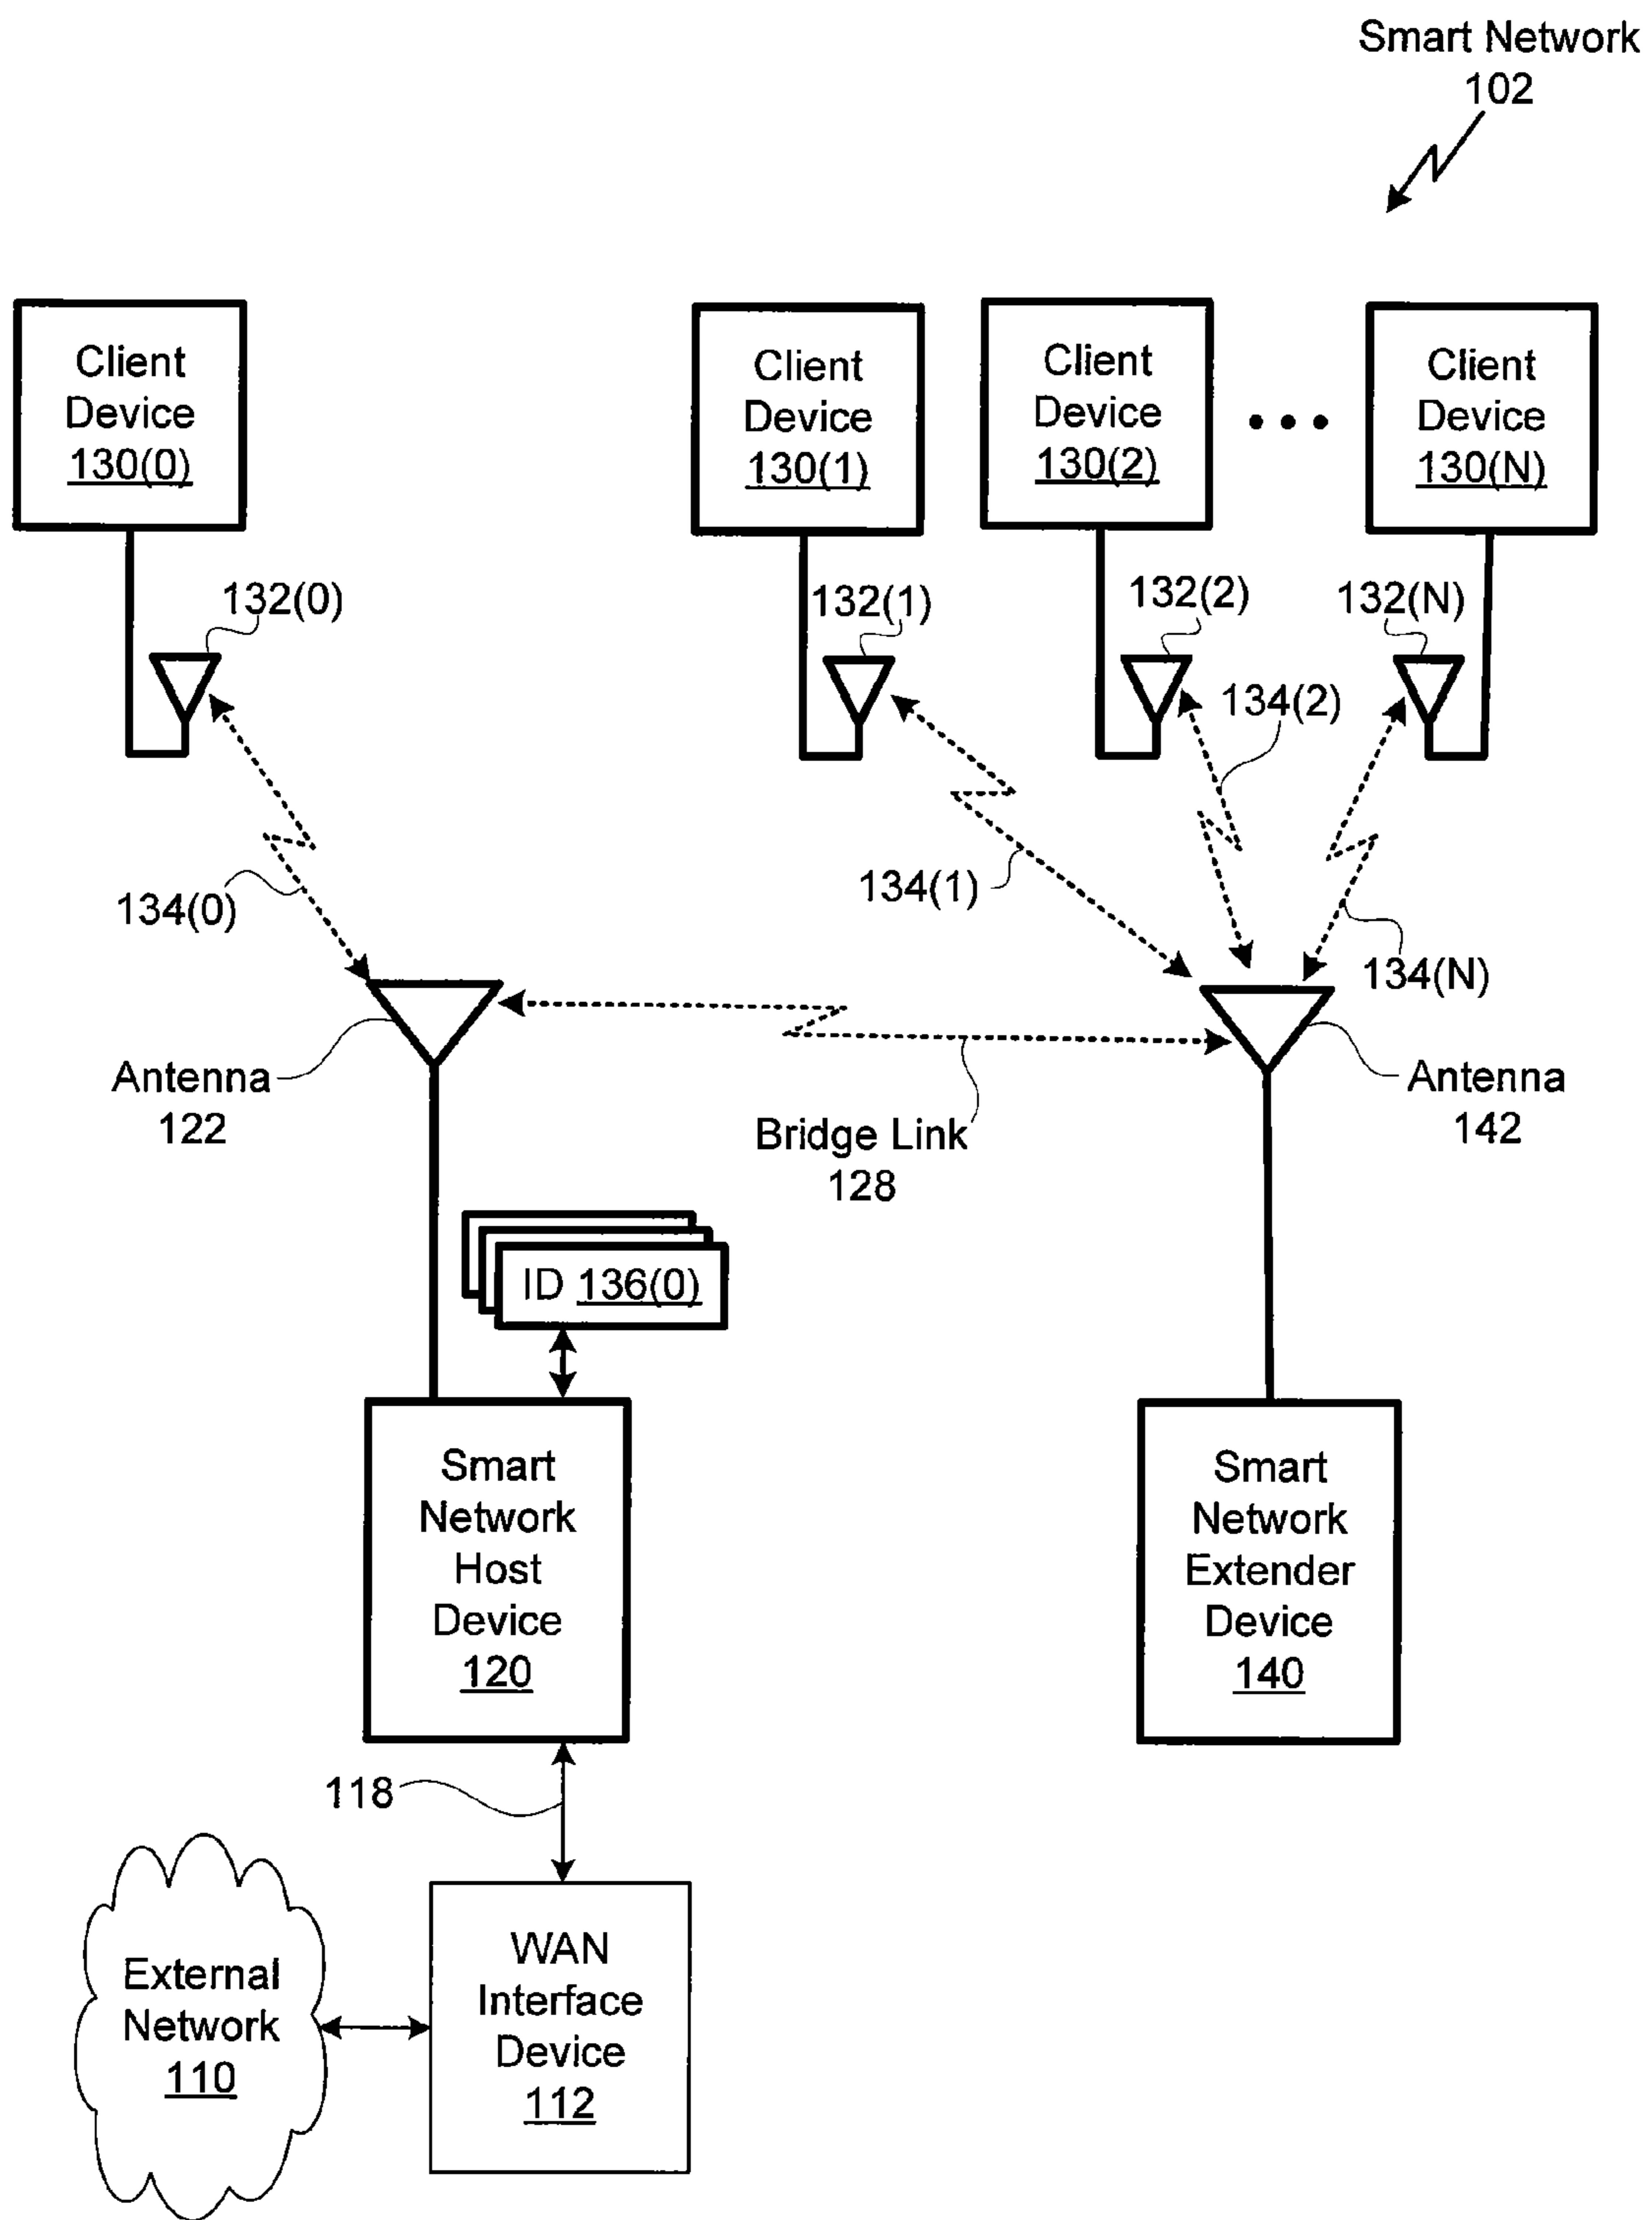 Smart Network
102
Client
Device
130(0)
Client
Device
130(1)
Client
Device
130(2)
Client
Device
130(N)
132(0)
132(1)
132(2)
132(N)
134(2)
134(0)
134(1)
134(N)
Antenna
122
Bridge Link
128
Antenna
142
ID 136(0)
Smart
Network
Host
Device
120
Smart
Network
Extender
Device
140
118
External
Network
110
WAN
Interface
Device
112